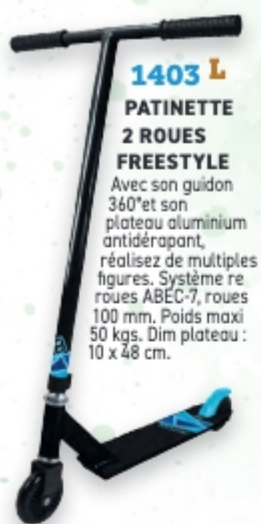 1403 L
PATINETTE
2 ROUES
FREESTYLE
Avec son guidon
360°et son
plateau aluminium
antidérapant,
réalisez de multiples
figures. Système re
roues ABEC-7, roues
100 mm. Poids maxi
50 kgs. Dim plateau :
10 x 48 cm.